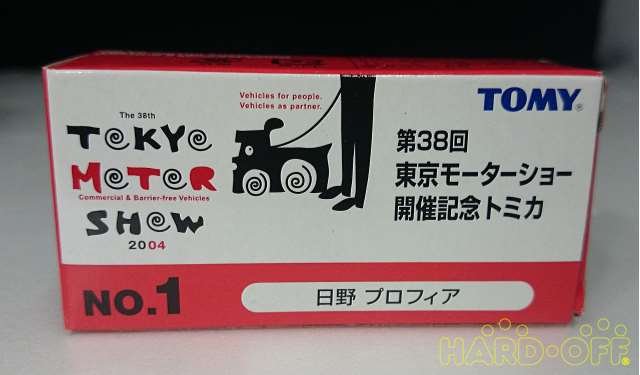 The 38th
TOKYO
MOTOR
Commercial & Barrier-free Vehicles
SHOW
2004
Vehicles for people.
Vehicles as partner.
TOMY
第38回
東京モーターショー
開催記念トミカ
NO.1
日野 プロフィア
HARD-OFF